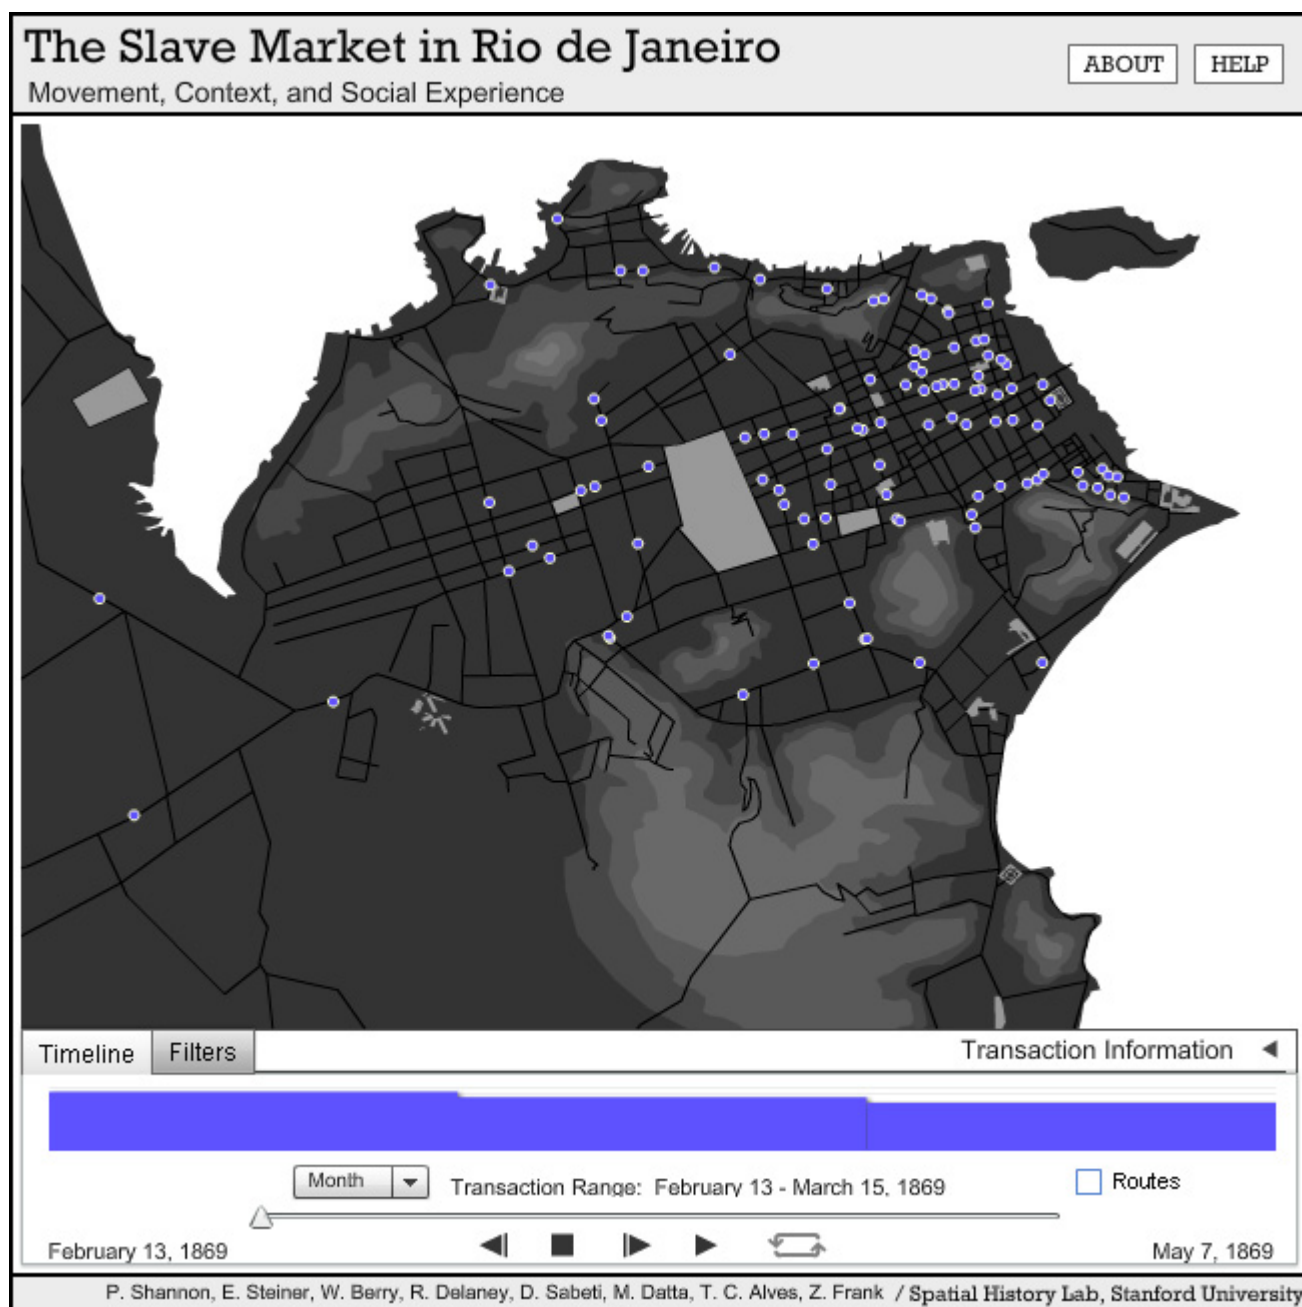 The Slave Market in Rio de Janeiro
Movement, Context, and Social Experience
ABOUT
HELP
Timeline
Filters
Transaction Information
Month
Transaction Range: February 13 - March 15, 1869
Routes
February 13, 1869
May 7, 1869
P. Shannon, E. Steiner, W. Berry, R. Delaney, D. Sabeti, M. Datta, T. C. Alves, Z. Frank / Spatial History Lab, Stanford University